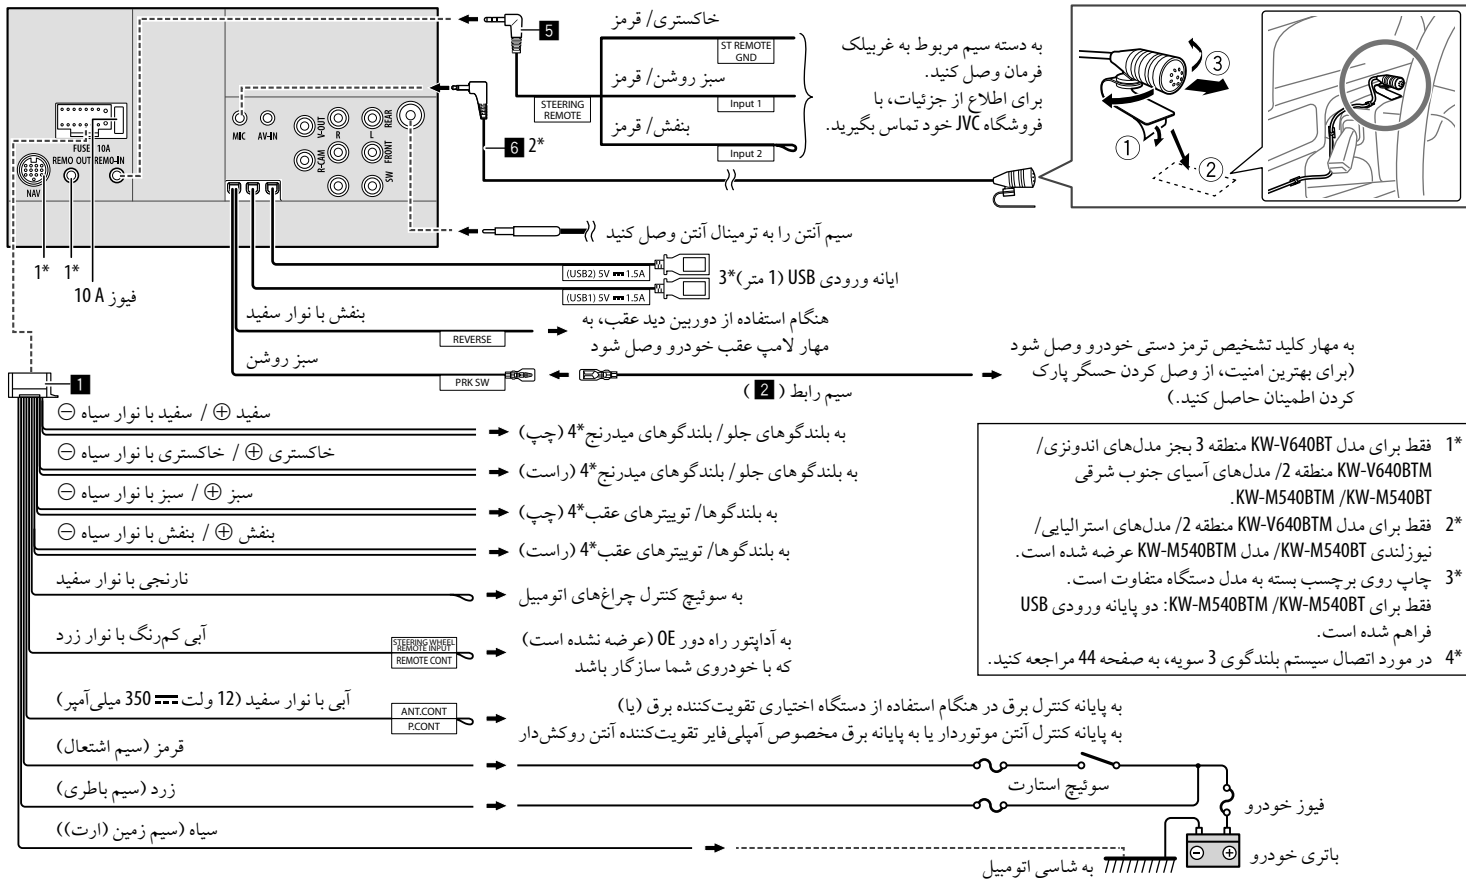 خاکستری/ قرمز
ST REMOTE
GND
سبز روشن/ قرمز
Input 1
بنفش/ قرمز
Input 2
STEERING
REMOTE
5
6
2*
به دسته سیم مربوط به غربیلک
فرمان وصل کنید.
برای اطلاع از جزئیات، با
فروشگاه JVC خود تماس بگیرید.
①
②
③
MIC
AV-IN
V-OUT
R
L
REAR
R-CAM
FRONT
SW
FUSE 10A
REMO OUT
REMO-IN
NAV
1*
1*
فیوز 10 A
سیم آنتن را به ترمینال آنتن وصل کنید
(USB2) 5V ⎓ 1.5A
(USB1) 5V ⎓ 1.5A
ایانه ورودی USB (1 متر)*3
بنفش با نوار سفید
REVERSE
هنگام استفاده از دوربین دید عقب، به
مهار لامپ عقب خودرو وصل شود
سبز روشن
PRK SW
سیم رابط ( 2 )
به مهار کلید تشخیص ترمز دستی خودرو وصل شود
(برای بهترین امنیت، از وصل کردن حسگر پارک
کردن اطمینان حاصل کنید.)
1
سفید ⊕ / سفید با نوار سیاه ⊖
به بلندگوهای جلو/ بلندگوهای میدرنج*4 (چپ)
خاکستری ⊕ / خاکستری با نوار سیاه ⊖
به بلندگوهای جلو/ بلندگوهای میدرنج*4 (راست)
سبز ⊕ / سبز با نوار سیاه ⊖
به بلندگوها/ توییترهای عقب*4 (چپ)
بنفش ⊕ / بنفش با نوار سیاه ⊖
به بلندگوها/ توییترهای عقب*4 (راست)
نارنجی با نوار سفید
به سوئیچ کنترل چراغ‌های اتومبیل
آبی کم‌رنگ با نوار زرد
STEERING WHEEL
REMOTE INPUT
REMOTE CONT
به آداپتور راه دور OE (عرضه نشده است)
که با خودروی شما سازگار باشد
آبی با نوار سفید (12 ولت ⎓ 350 میلی‌آمپر)
ANT.CONT
P.CONT
به پایانه کنترل برق در هنگام استفاده از دستگاه اختیاری تقویت‌کننده برق (یا)
به پایانه کنترل آنتن موتوردار یا به پایانه برق مخصوص آمپلی‌فایر تقویت‌کننده آنتن روکش‌دار
قرمز (سیم اشتعال)
سوئیچ استارت
زرد (سیم باطری)
فیوز خودرو
سیاه (سیم زمین (ارت))
به شاسی اتومبیل
باتری خودرو
⊖ ⊕
1* فقط برای مدل KW-V640BT منطقه 3 بجز مدل‌های اندونزی/
KW-V640BTM منطقه 2/ مدل‌های آسیای جنوب شرقی
KW-M540BTM /KW-M540BT.
2* فقط برای مدل KW-V640BTM منطقه 2/ مدل‌های استرالیایی/
نیوزلندی KW-M540BT/ مدل KW-M540BTM عرضه شده است.
3* چاپ روی برچسب بسته به مدل دستگاه متفاوت است.
فقط برای KW-M540BTM /KW-M540BT: دو پایانه ورودی USB
فراهم شده است.
4* در مورد اتصال سیستم بلندگوی 3 سویه، به صفحه 44 مراجعه کنید.